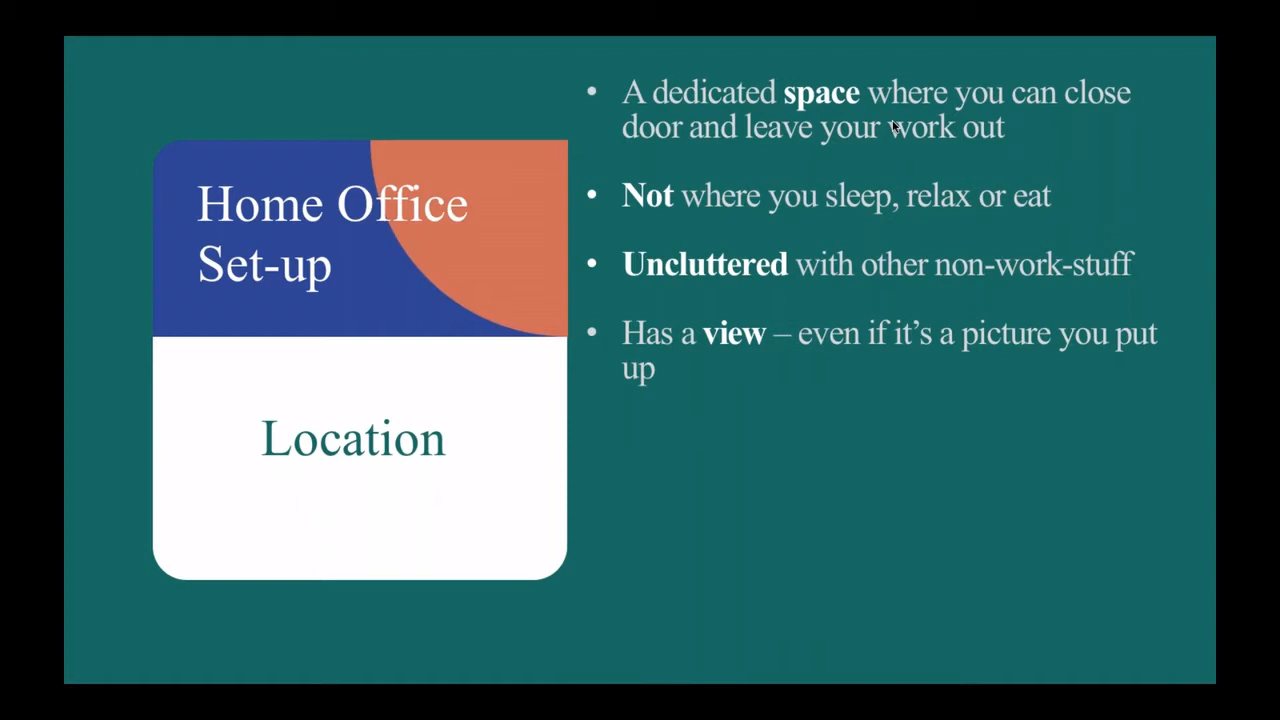 Home Office
Set-up
Location
• A dedicated space where you can close
door and leave your work out
• Not where you sleep, relax or eat
• Uncluttered with other non-work-stuff
• Has a view – even if it’s a picture you put
up